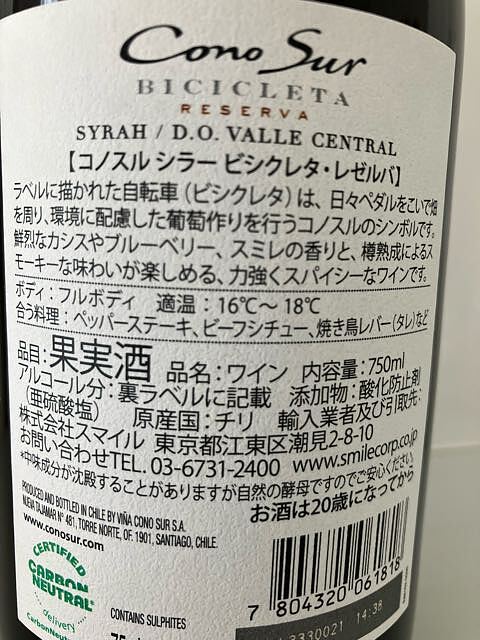 Cono Sur
BICICLETA
RESERVA
SYRAH / D.O. VALLE CENTRAL
【コノスル シラー ビシクレタ・レゼルバ】
ラベルに描かれた自転車（ビシクレタ）は、日々ペダルをこいで畑
を周り、環境に配慮した葡萄作りを行うコノスルのシンボルです。
鮮烈なカシスやブルーベリー、スミレの香りと、樽熟成によるス
モーキーな味わいが楽しめる、力強くスパイシーなワインです。
ボディ：フルボディ 適温：16℃～18℃
合う料理：ペッパーステーキ、ビーフシチュー、焼き鳥レバー（タレ）など
品目：果実酒 品名：ワイン 内容量：750ml
アルコール分：裏ラベルに記載 添加物：酸化防止剤
（亜硫酸塩） 原産国：チリ 輸入業者及び引取先：
株式会社スマイル 東京都江東区潮見2-8-10
お問い合わせTEL. 03-6731-2400 www.smilecorp.co.jp
*中味成分が沈殿することがありますが自然の酵母ですのでご安心ください。
お酒は20歳になってから
PRODUCED AND BOTTLED IN CHILE BY VIÑA CONO SUR S.A.
NUEVA TAJAMAR N° 481, TORRE NORTE, OF. 1901, SANTIAGO, CHILE.
www.conosur.com
CERTIFIED
CARBON
NEUTRAL
delivery
CarbonNeu
CONTAINS SULPHITES
7 804320 061818
3330021 14:38